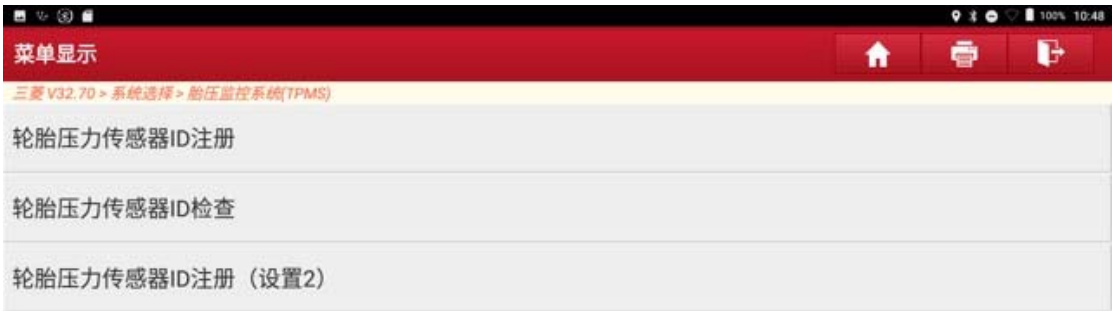 100% 10:48
菜单显示
三菱 V32.70 > 系统选择 > 胎压监控系统(TPMS)
轮胎压力传感器ID注册
轮胎压力传感器ID检查
轮胎压力传感器ID注册（设置2）